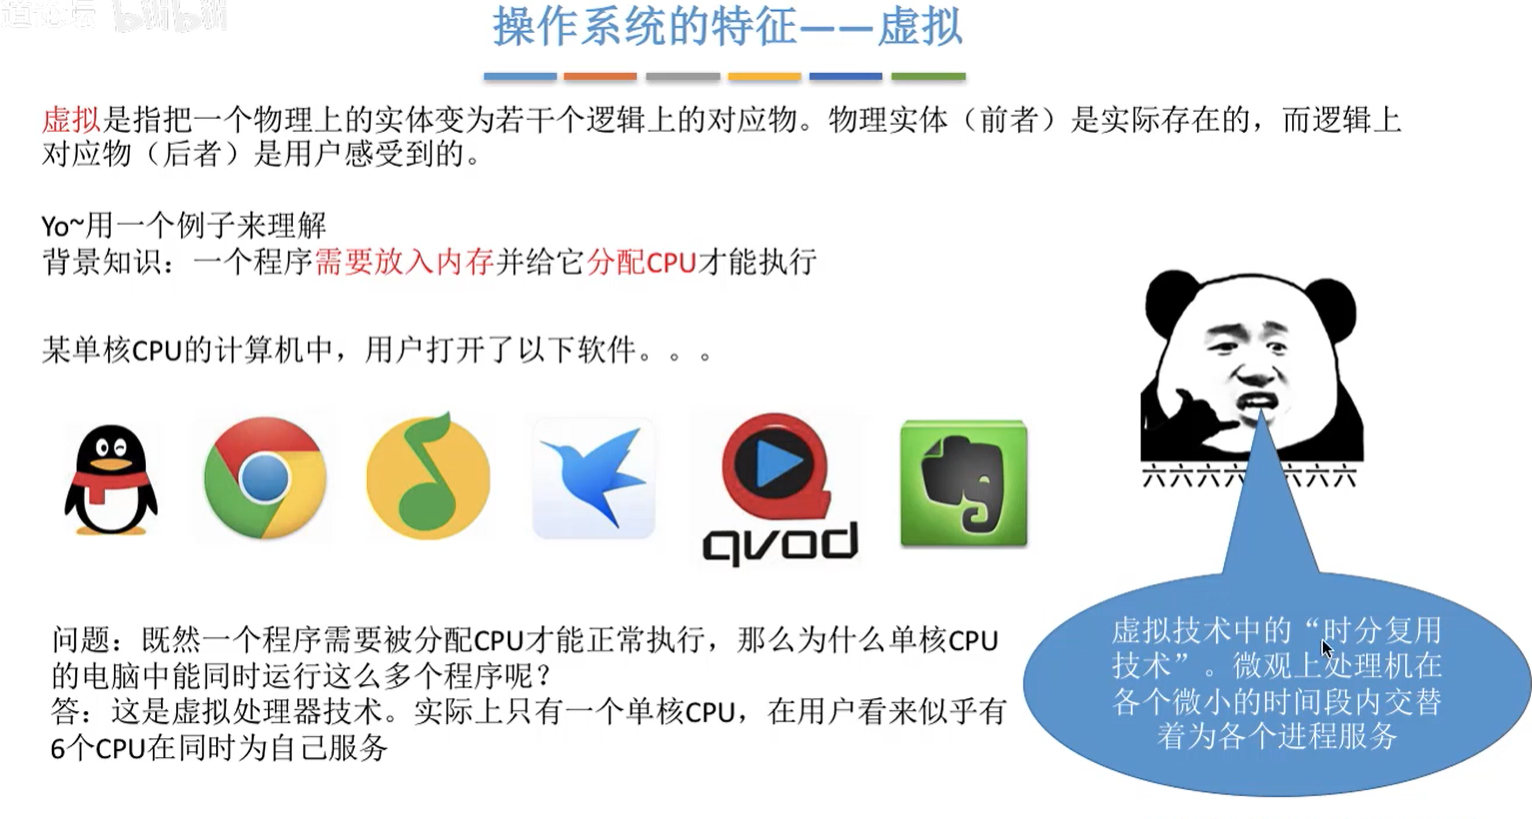 操作系统的特征——虚拟
虚拟是指把一个物理上的实体变为若干个逻辑上的对应物。物理实体（前者）是实际存在的，而逻辑上
对应物（后者）是用户感受到的。
Yo~用一个例子来理解
背景知识：一个程序需要放入内存并给它分配CPU才能执行
某单核CPU的计算机中，用户打开了以下软件。。。
qvod
六六六六
六六六
问题：既然一个程序需要被分配CPU才能正常执行，那么为什么单核CPU
的电脑中能同时运行这么多个程序呢？
答：这是虚拟处理器技术。实际上只有一个单核CPU，在用户看来似乎有
6个CPU在同时为自己服务
虚拟技术中的“时分复用
技术”。微观上处理机在
各个微小的时间段内交替
着为各个进程服务